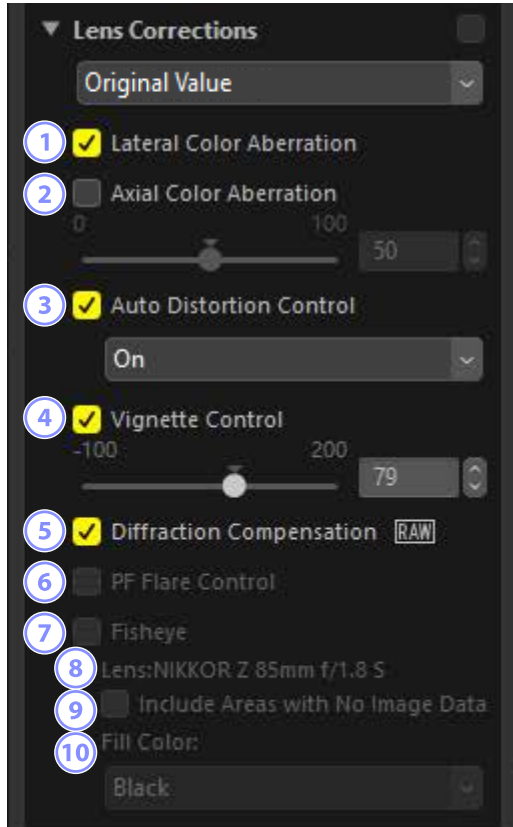 Lens Corrections
Original Value
1 Lateral Color Aberration
2 Axial Color Aberration
0 100
50
3 Auto Distortion Control
On
4 Vignette Control
-100 200
79
5 Diffraction Compensation RAW
6 PF Flare Control
7 Fisheye
8 Lens:NIKKOR Z 85mm f/1.8 S
9 Include Areas with No Image Data
10 Fill Color:
Black